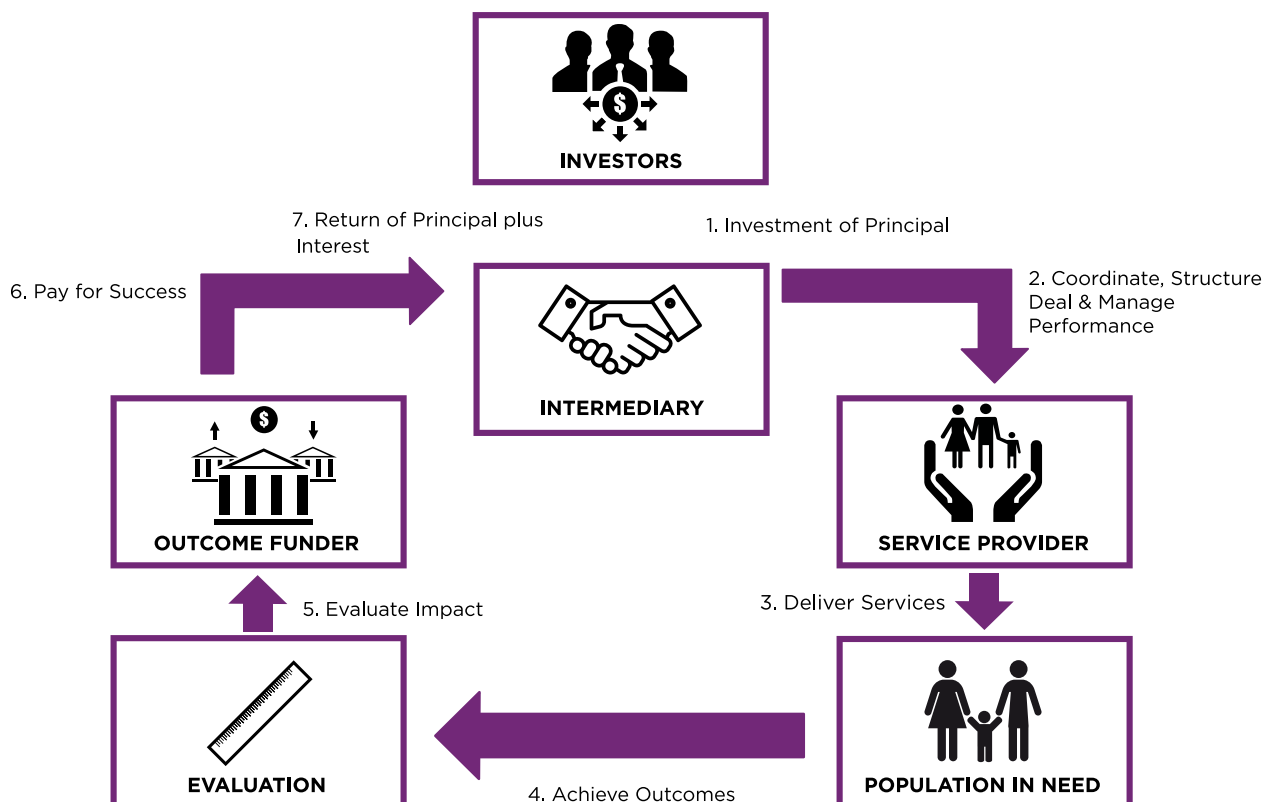 $
INVESTORS
7. Return of Principal plus
Interest
1. Investment of Principal
6. Pay for Success
2. Coordinate, Structure
Deal & Manage
Performance
INTERMEDIARY
$
OUTCOME FUNDER
SERVICE PROVIDER
5. Evaluate Impact
3. Deliver Services
EVALUATION
POPULATION IN NEED
4. Achieve Outcomes